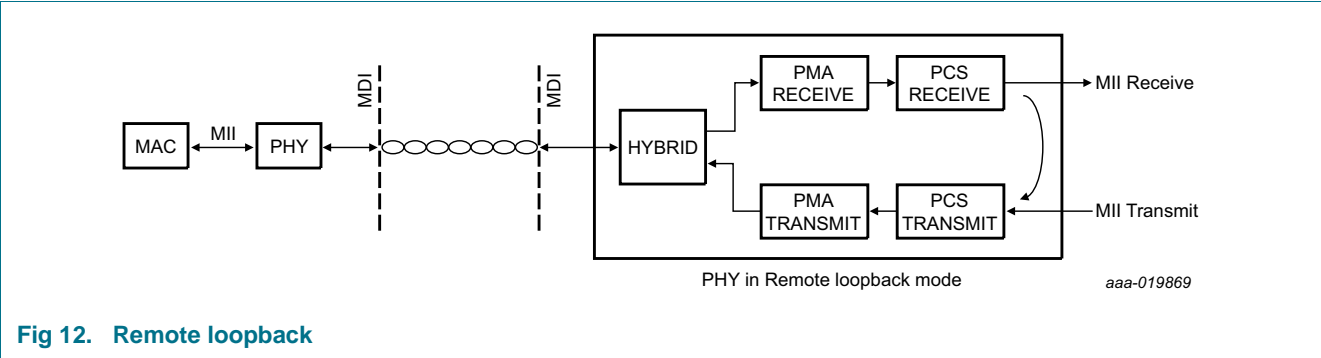 MDI
MDI
PMA
RECEIVE
PCS
RECEIVE
MII Receive
MAC
MII
PHY
HYBRID
PMA
TRANSMIT
PCS
TRANSMIT
MII Transmit
PHY in Remote loopback mode
aaa-019869
Fig 12. Remote loopback